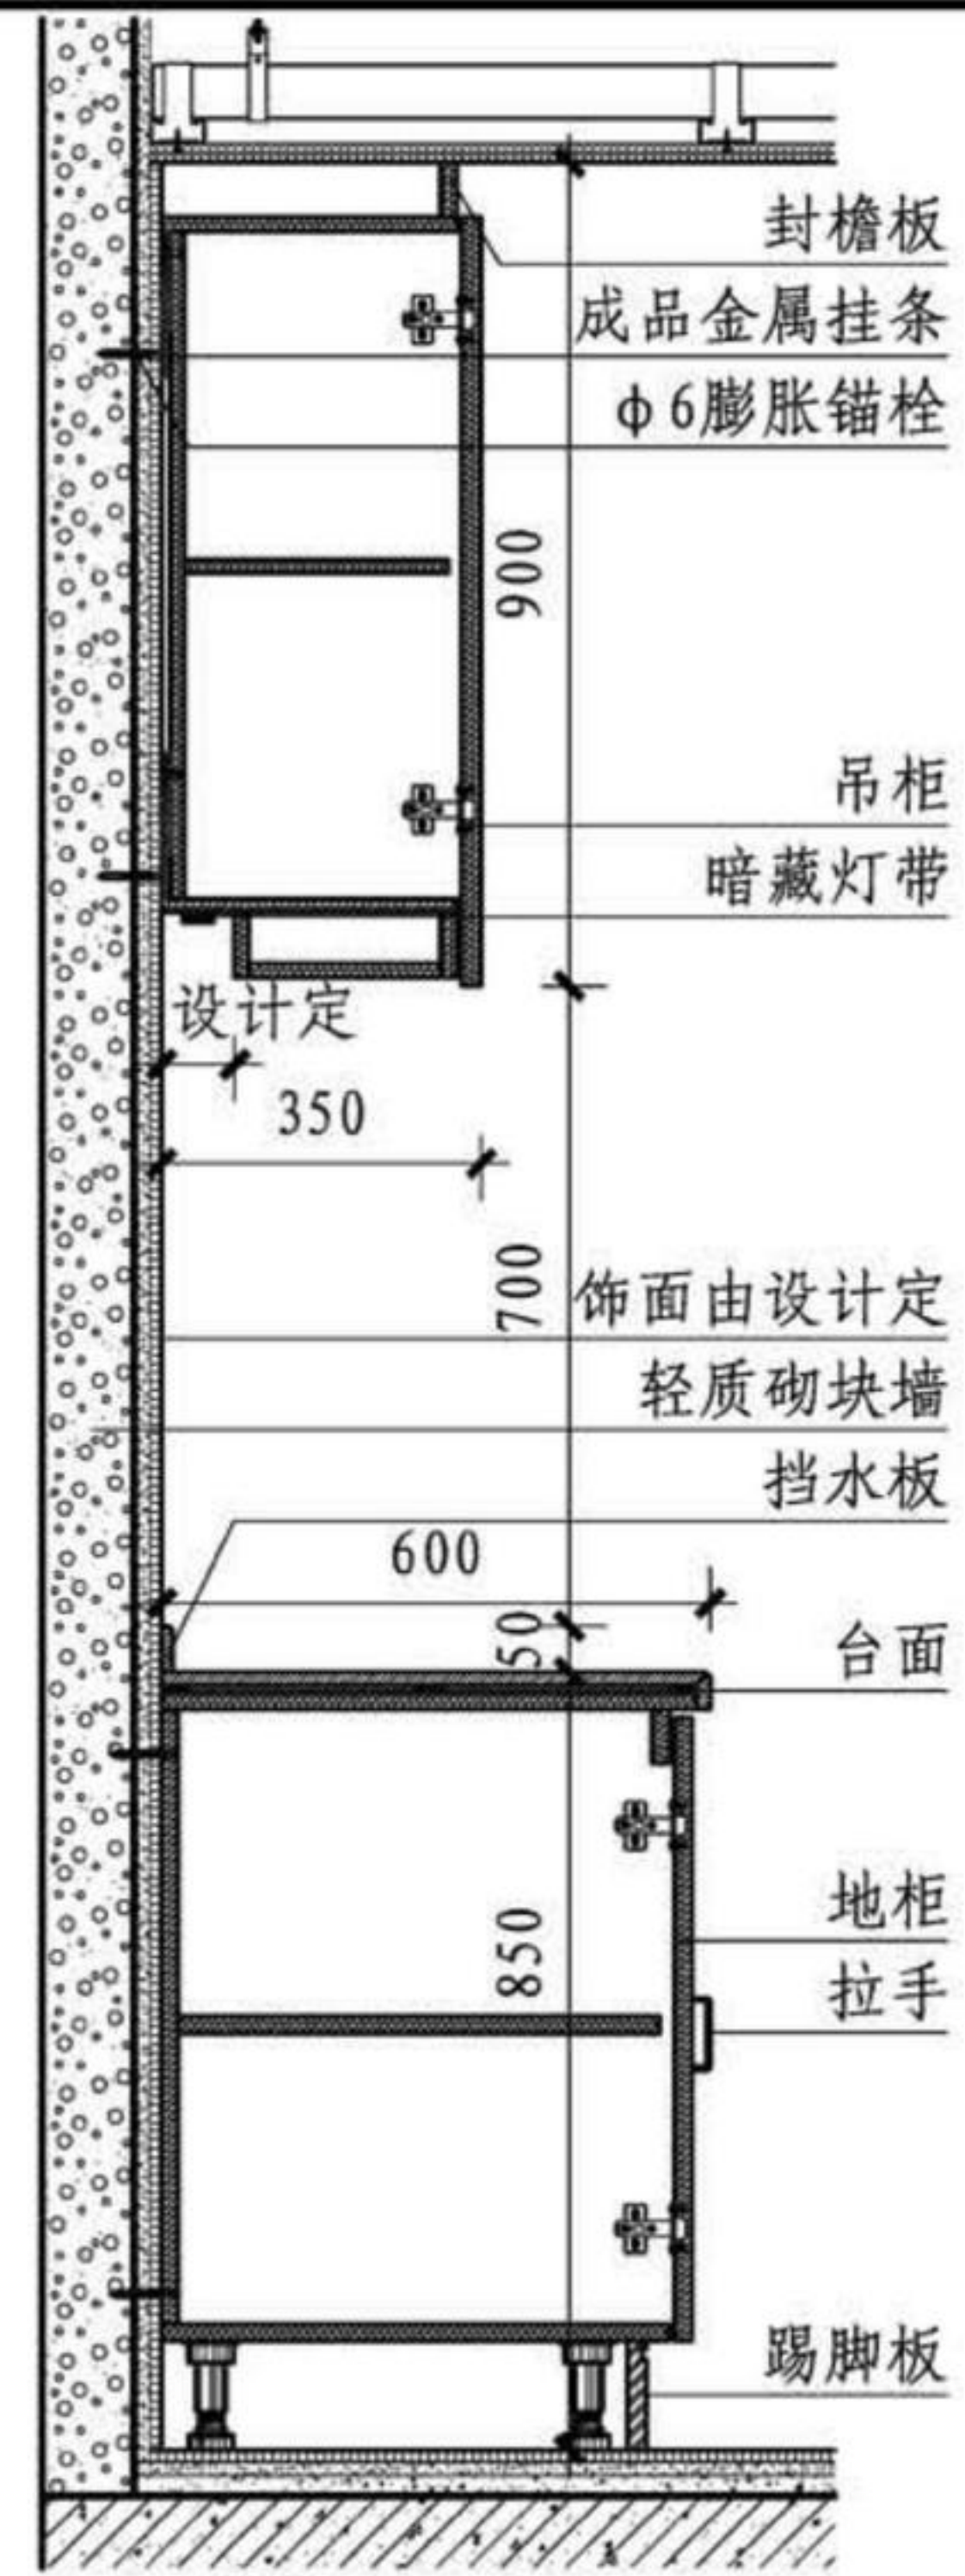 封檐板
成品金属挂条
φ6膨胀锚栓
900
吊柜
暗藏灯带
设计定
350
700
饰面由设计定
轻质砌块墙
挡水板
600
50
台面
地柜
850
拉手
踢脚板